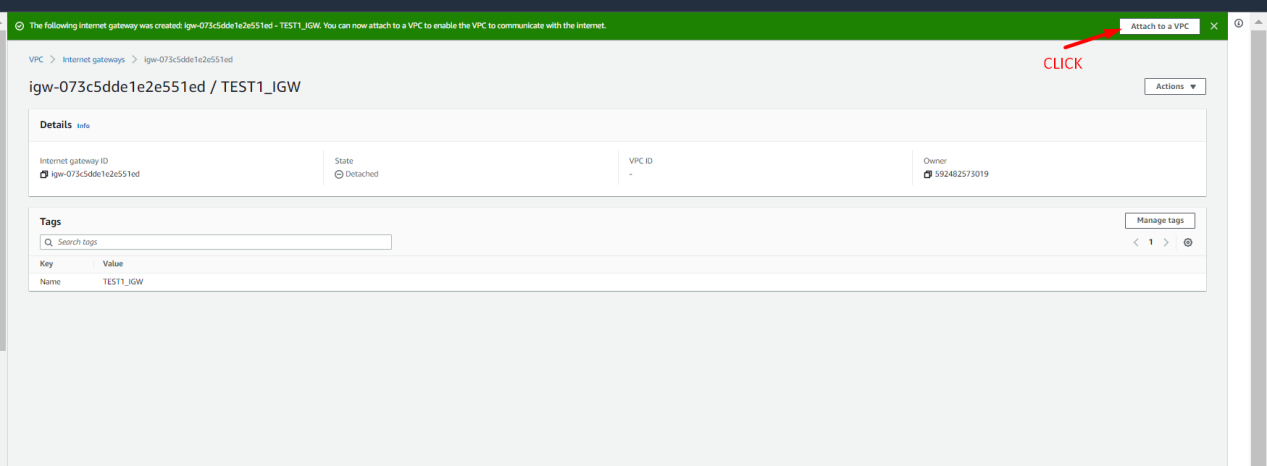 The following internet gateway was created: igw-073c5dde1e2e551ed - TEST1_IGW. You can now attach to a VPC to enable the VPC to communicate with the internet.
Attach to a VPC
CLICK
VPC > Internet gateways > igw-073c5dde1e2e551ed
igw-073c5dde1e2e551ed / TEST1_IGW
Actions
Details Info
Internet gateway ID
igw-073c5dde1e2e551ed
State
Detached
VPC ID
-
Owner
592482573019
Tags
Manage tags
Search tags
1
Key Value
Name TEST1_IGW